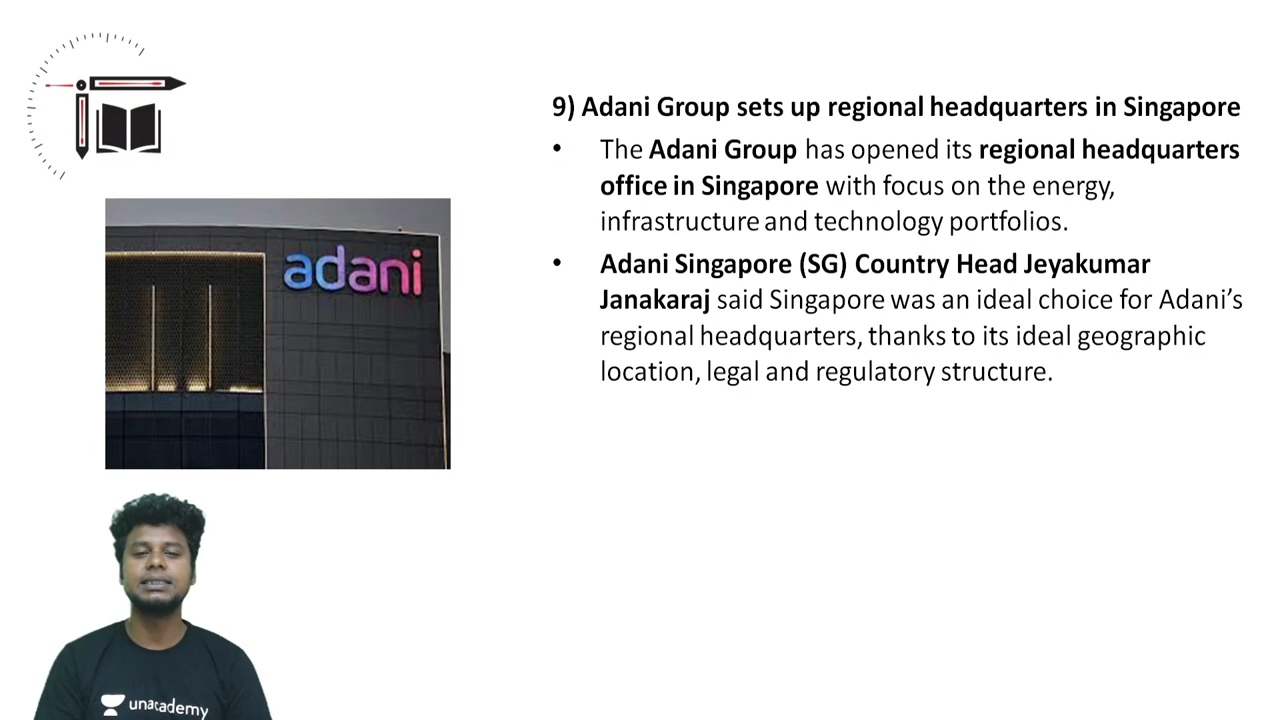 9) Adani Group sets up regional headquarters in Singapore
• The Adani Group has opened its regional headquarters
office in Singapore with focus on the energy,
infrastructure and technology portfolios.
• Adani Singapore (SG) Country Head Jeyakumar
Janakaraj said Singapore was an ideal choice for Adani’s
regional headquarters, thanks to its ideal geographic
location, legal and regulatory structure.
adani
unacademy